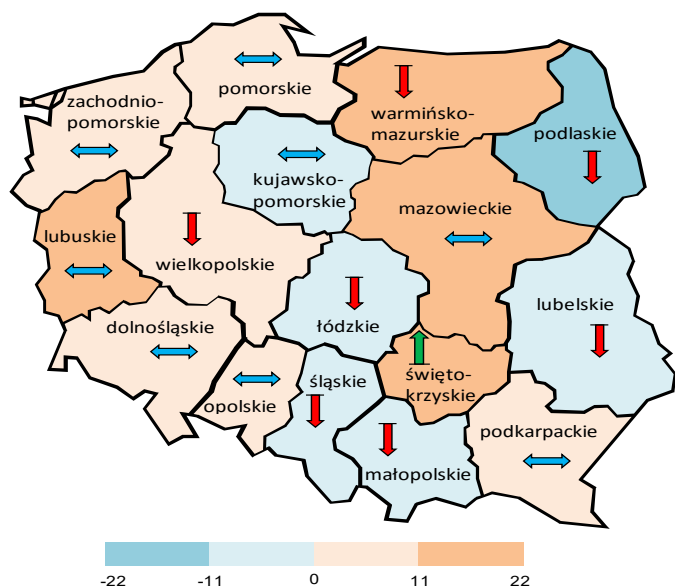 pomorskie
zachodnio-
pomorskie
warmińsko-
mazurskie
podlaskie
kujawsko-
pomorskie
mazowieckie
lubuskie
wielkopolskie
lubelskie
dolnośląskie
łódzkie
opolskie
śląskie
święto-
krzyskie
podkarpackie
małopolskie
-22 -11 0 11 22